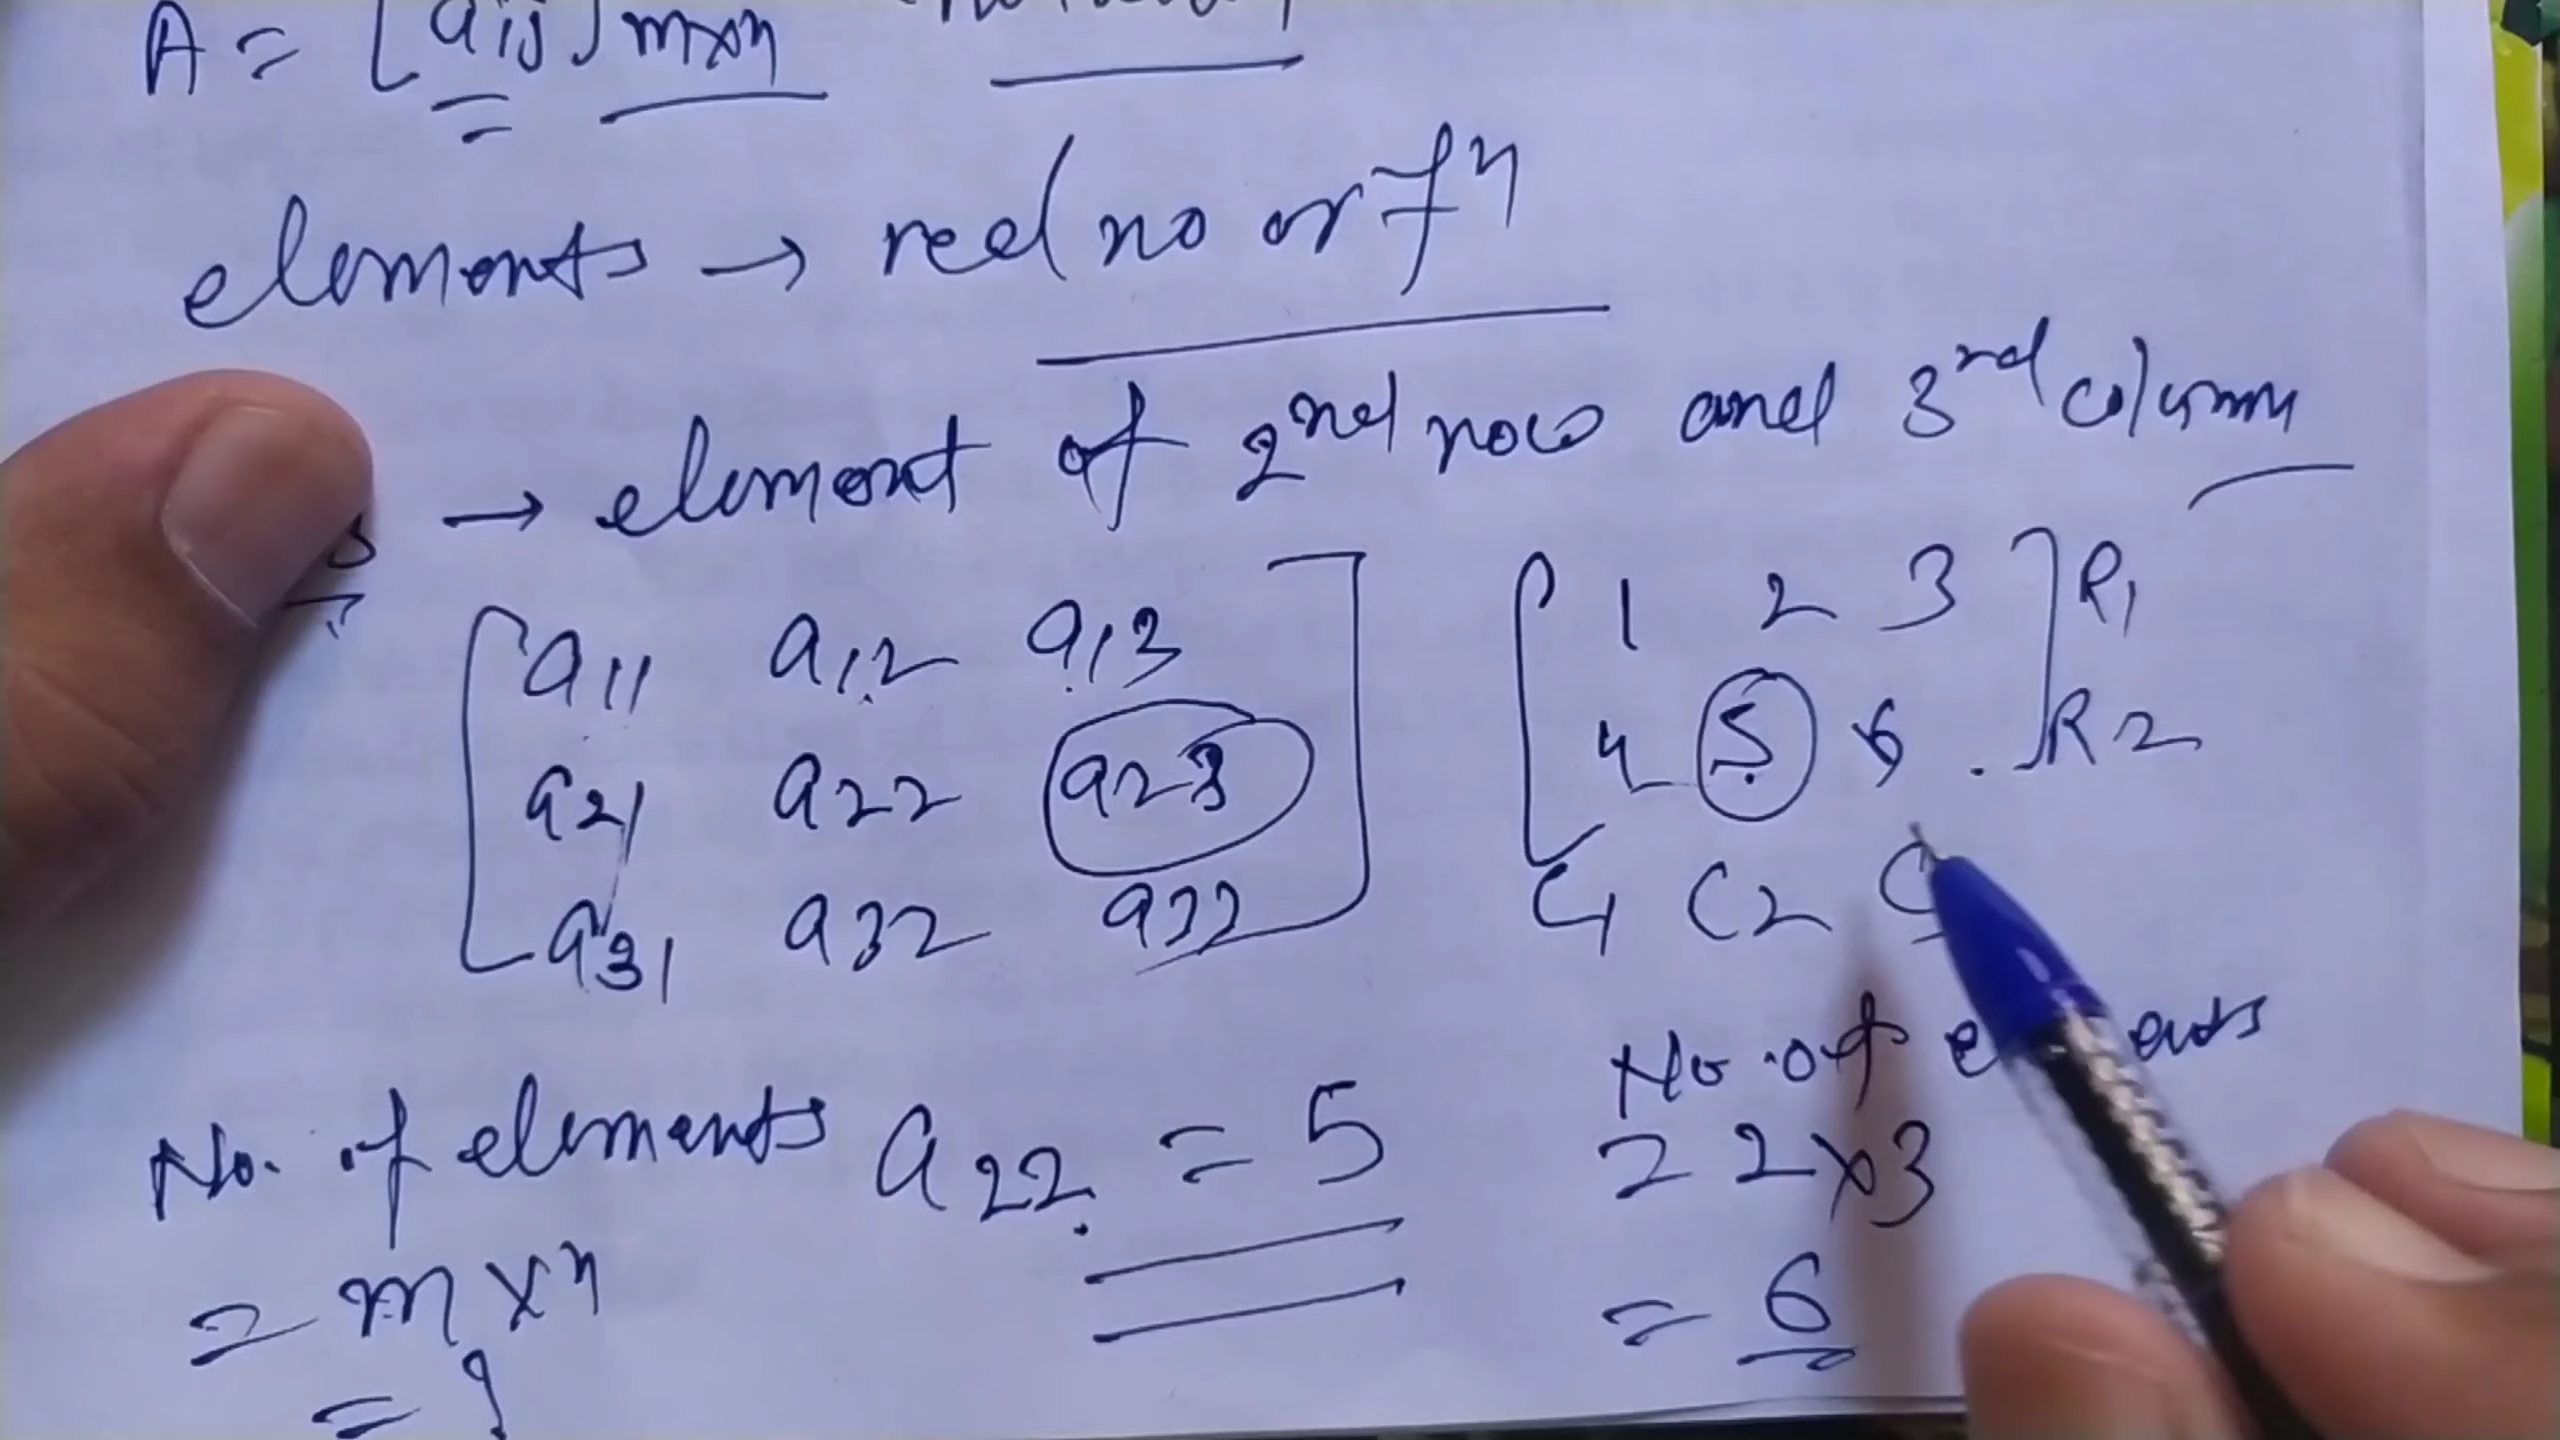 A = [aij] m×n
elements → real no or fn
→ element of 2nd row and 3rd column
a11 a12 a13
a21 a22 a23
a31 a32 a32
1 2 3 R1
4 5 6 R2
C1 C2
No. of elements
= m×n
a22 = 5
No. of
= 2×3
= 6